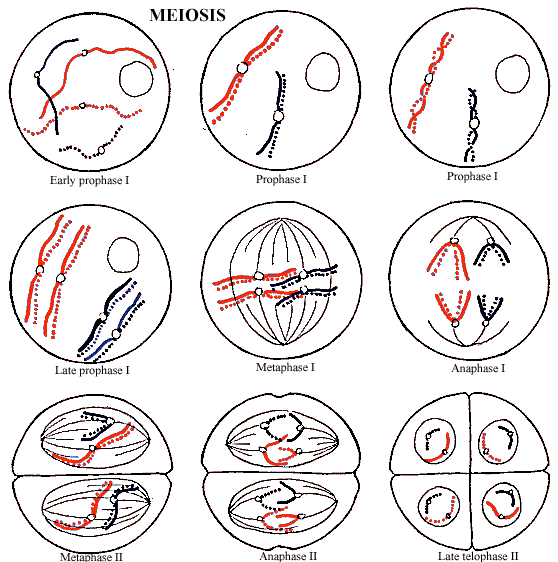 MEIOSIS
Early prophase I
Prophase I
Prophase I
Late prophase I
Metaphase I
Anaphase I
Metaphase II
Anaphase II
Late telophase II